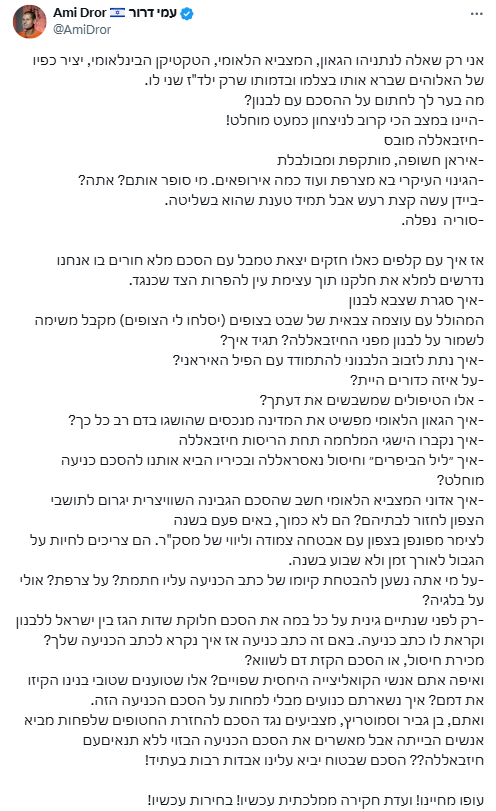 Ami Dror 🇮🇱 עמי דרור
@AmiDror
אני רק שאלה לנתניהו הגאון, המצביא הלאומי, הטקטיקן הבינלאומי, יציר כפיו
של האלוהים שברא אותו בצלמו ובדמותו שרק ילד"ז שני לו.
מה בער לך לחתום על ההסכם עם לבנון?
-היינו במצב הכי קרוב לניצחון כמעט מוחלט!
-חיזבאללה מובס
-איראן חשופה, מותקפת ומבולבלת
-הגינוי העיקרי בא מצרפת ועוד כמה אירופאים. מי סופר אותם? אתה?
-ביידן עשה קצת רעש אבל תמיד טענת שהוא בשליטה.
-סוריה נפלה.
אז איך עם קלפים כאלו חזקים יצאת טמבל עם הסכם מלא חורים בו אנחנו
נדרשים למלא את חלקנו תוך עצימת עין להפרות הצד שכנגד.
-איך סגרת שצבא לבנון
המהולל עם עוצמה צבאית של שבט בצופים (יסלחו לי הצופים) מקבל משימה
לשמור על לבנון מפני החיזבאללה? תגיד איך?
-איך נתת לזבוב הלבנוני להתמודד עם הפיל האיראני?
-על איזה כדורים היית?
- אלו הטיפולים שמשבשים את דעתך?
-איך הגאון הלאומי מפשיט את המדינה מנכסים שהושגו בדם רב כל כך?
-איך נקברו הישגי המלחמה תחת הריסות חיזבאללה
-איך ״ליל הביפרים״ וחיסול נאסראללה ובכיריו הביא אותנו להסכם כניעה
מוחלט?
-איך אדוני המצביא הלאומי חשב שהסכם הגבינה השוויצרית יגרום לתושבי
הצפון לחזור לבתיהם? הם לא כמוך, באים פעם בשנה
לצימר מפונפן בצפון עם אבטחה צמודה וליווי של מסק"ר. הם צריכים לחיות על
הגבול לאורך זמן ולא שבוע בשנה.
-על מי אתה נשען להבטחת קיומו של כתב הכניעה עליו חתמת? על צרפת? אולי
על בלגיה?
-רק לפני שנתיים גינית על כל במה את הסכם חלוקת שדות הגז בין ישראל ללבנון
וקראת לו כתב כניעה. באם זה כתב כניעה אז איך נקרא לכתב הכניעה שלך?
מכירת חיסול, או הסכם הקזת דם לשווא?
ואיפה אתם אנשי הקואליצייה היחסית שפויים? אלו שטוענים שטובי בנינו הקיזו
את דמם? איך נשארתם כנועים מבלי למחות על הסכם הכניעה הזה.
ואתם, בן גביר וסמוטריץ, מצביעים נגד הסכם להחזרת החטופים שלפחות מביא
אנשים הבייתה אבל מאשרים את הסכם הכניעה הבזוי ללא תנאיםעם
חיזבאללה?? הסכם שבטוח יביא עלינו אבדות רבות בעתיד!
עופו מחיינו! ועדת חקירה ממלכתית עכשיו! בחירות עכשיו!